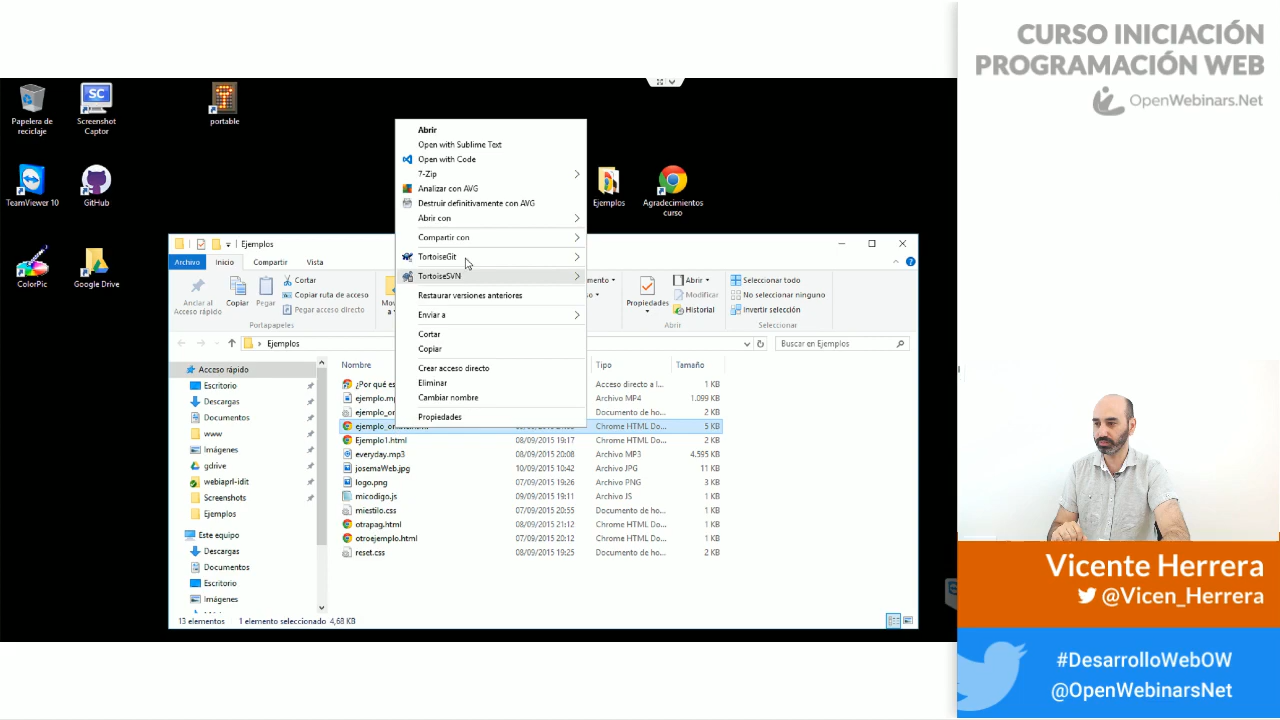 CURSO INICIACIÓN
PROGRAMACIÓN WEB
OpenWebinars.Net
Papelera de
reciclaje
SC
Screenshot
Captor
portable
TeamViewer 10
GitHub
Ejemplos
Agradecimientos
curso
ColorPic
Google Drive
Abrir
Open with Sublime Text
Open with Code
7-Zip
Analizar con AVG
Destruir definitivamente con AVG
Abrir con
Compartir con
TortoiseGit
TortoiseSVN
Restaurar versiones anteriores
Enviar a
Cortar
Copiar
Crear acceso directo
Eliminar
Cambiar nombre
Propiedades
Ejemplos
Archivo Inicio Compartir Vista
Anclar al
Acceso rápido
Copiar
Pegar
Cortar
Copiar ruta de acceso
Pegar acceso directo
Portapapeles
Propiedades
Abrir
Modificar
Historial
Abrir
Seleccionar todo
No seleccionar ninguno
Invertir selección
Seleccionar
Ejemplos
Buscar en Ejemplos
Acceso rápido
Escritorio
Descargas
Documentos
www
Imágenes
gdrive
webiaprl-idit
Screenshots
Ejemplos
Este equipo
Descargas
Documentos
Escritorio
Imágenes
Nombre Tipo Tamaño
¿Por qué es Acceso directo a I... 1 KB
ejemplo.m Archivo MP4 1.099 KB
ejemplo_or Documento de ho... 2 KB
Chrome HTML Do... 5 KB
Ejemplo1.html 08/09/2015 19:17 Chrome HTML Do... 2 KB
everyday.mp3 08/09/2015 20:08 Archivo MP3 4.595 KB
josemaWeb.jpg 10/09/2015 10:42 Archivo JPG 11 KB
logo.png 07/09/2015 19:26 Archivo PNG 3 KB
micodigo.js 09/09/2015 19:11 Archivo JS 1 KB
miestilo.css 07/09/2015 20:55 Documento de ho... 1 KB
otrapag.html 08/09/2015 21:12 Chrome HTML Do... 1 KB
otroejemplo.html 07/09/2015 20:12 Chrome HTML Do... 1 KB
reset.css 08/09/2015 19:25 Documento de ho... 2 KB
13 elementos 1 elemento seleccionado 4,68 KB
Vicente Herrera
@Vicen_Herrera
#DesarrolloWebOW
@OpenWebinarsNet